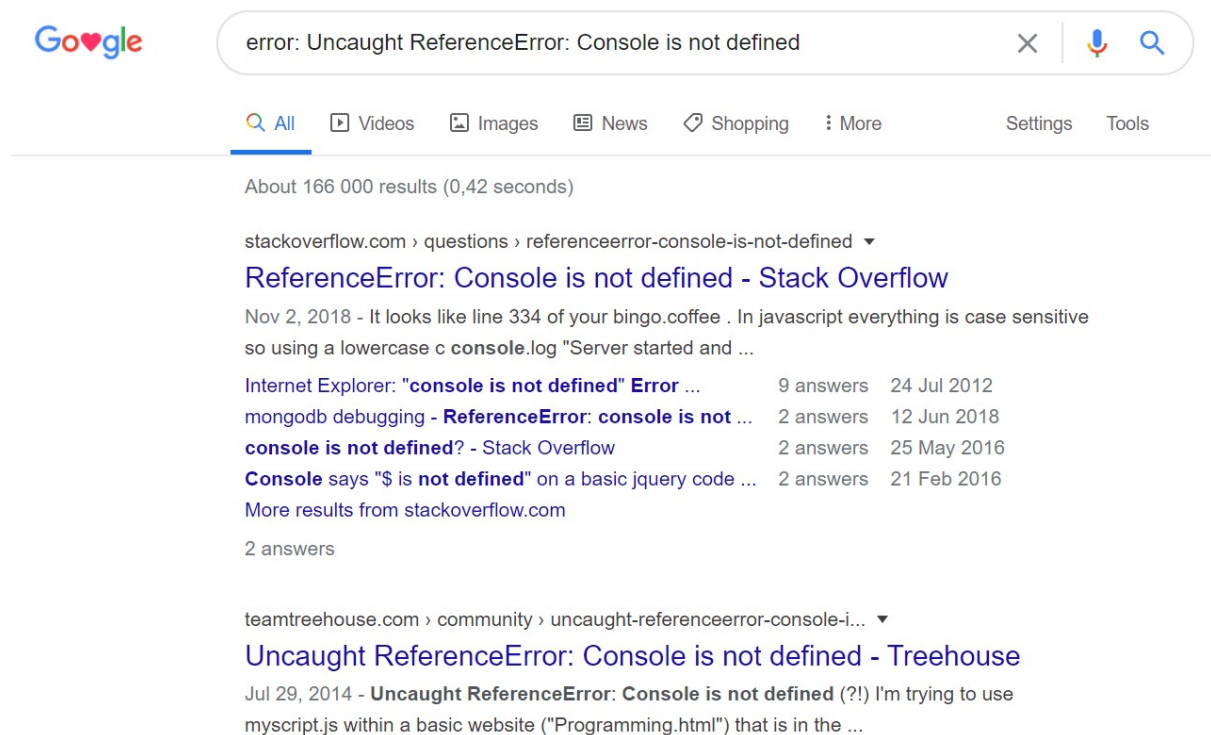 Google
error: Uncaught ReferenceError: Console is not defined
All Videos Images News Shopping More Settings Tools
About 166 000 results (0,42 seconds)
stackoverflow.com › questions › referenceerror-console-is-not-defined
ReferenceError: Console is not defined - Stack Overflow
Nov 2, 2018 - It looks like line 334 of your bingo.coffee . In javascript everything is case sensitive
so using a lowercase c console.log "Server started and ...
Internet Explorer: "console is not defined" Error ... 9 answers 24 Jul 2012
mongodb debugging - ReferenceError: console is not ... 2 answers 12 Jun 2018
console is not defined? - Stack Overflow 2 answers 25 May 2016
Console says "$ is not defined" on a basic jquery code ... 2 answers 21 Feb 2016
More results from stackoverflow.com
2 answers
teamtreehouse.com › community › uncaught-referenceerror-console-i...
Uncaught ReferenceError: Console is not defined - Treehouse
Jul 29, 2014 - Uncaught ReferenceError: Console is not defined (?!) I'm trying to use
myscript.js within a basic website ("Programming.html") that is in the ...